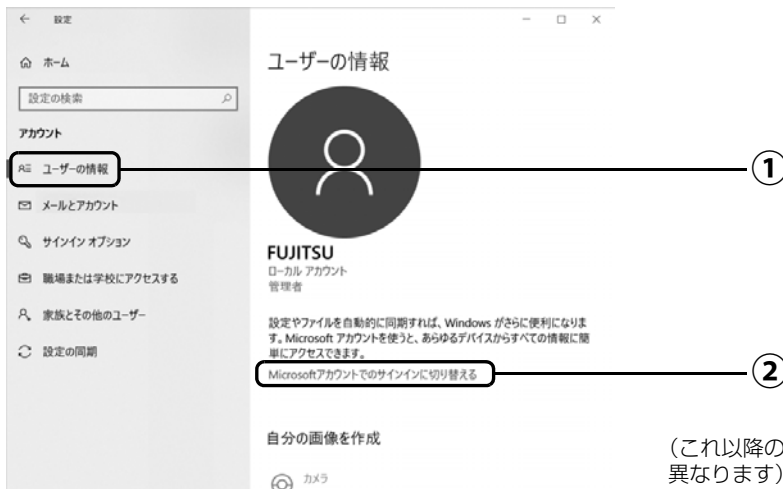 設定
ホーム
設定の検索
アカウント
ユーザーの情報
メールとアカウント
サインイン オプション
職場または学校にアクセスする
家族とその他のユーザー
設定の同期
ユーザーの情報
FUJITSU
ローカル アカウント
管理者
設定やファイルを自動的に同期すれば、Windows がさらに便利になりま
す。Microsoft アカウントを使うと、あらゆるデバイスからすべての情報に簡
単にアクセスできます。
Microsoftアカウントでのサインインに切り替える
自分の画像を作成
カメラ
①
②
（これ以降の
異なります）